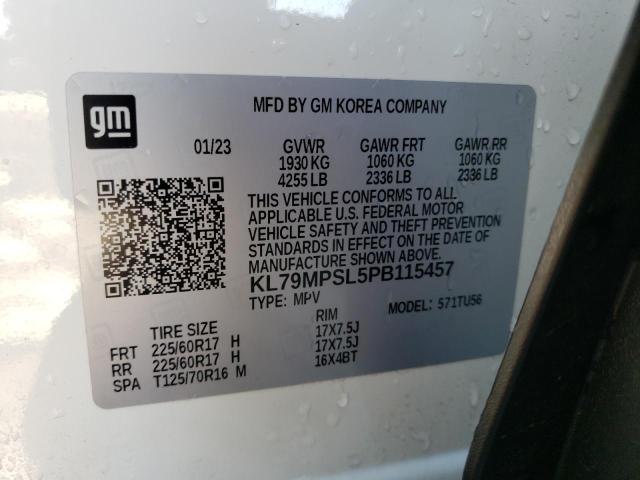 gm
MFD BY GM KOREA COMPANY
01/23 GVWR GAWR FRT GAWR RR
1930 KG 1060 KG 1060 KG
4255 LB 2336 LB 2336 LB
THIS VEHICLE CONFORMS TO ALL
APPLICABLE U.S. FEDERAL MOTOR
VEHICLE SAFETY AND THEFT PREVENTION
STANDARDS IN EFFECT ON THE DATE OF
MANUFACTURE SHOWN ABOVE.
KL79MPSL5PB115457
TYPE: MPV MODEL: 571TU56
TIRE SIZE RIM
FRT 225/60R17 H 17X7.5J
RR 225/60R17 H 17X7.5J
SPA T125/70R16 M 16X4BT